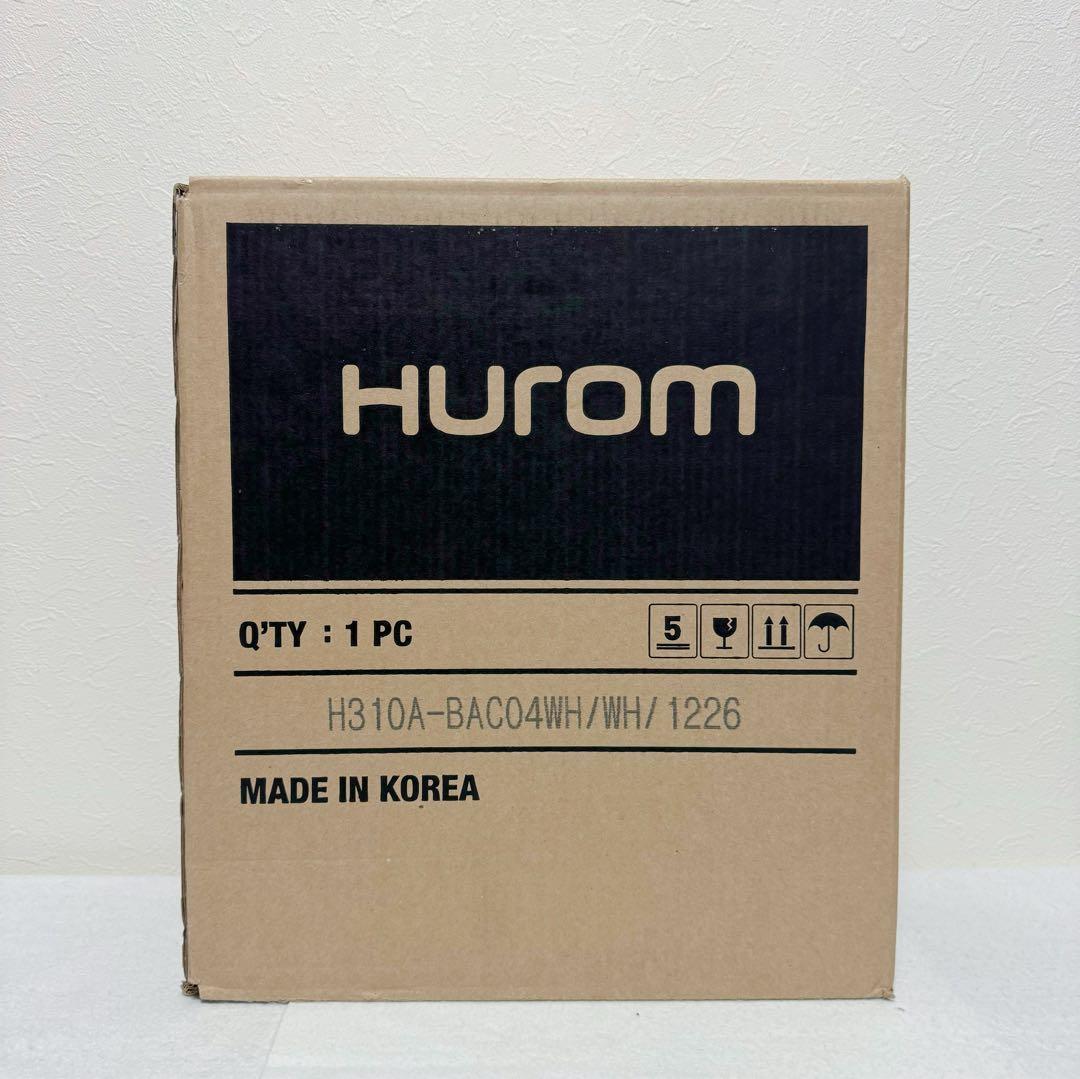 Hurom
Q'TY : 1 PC
5
H310A-BAC04WH/WH/1226
MADE IN KOREA